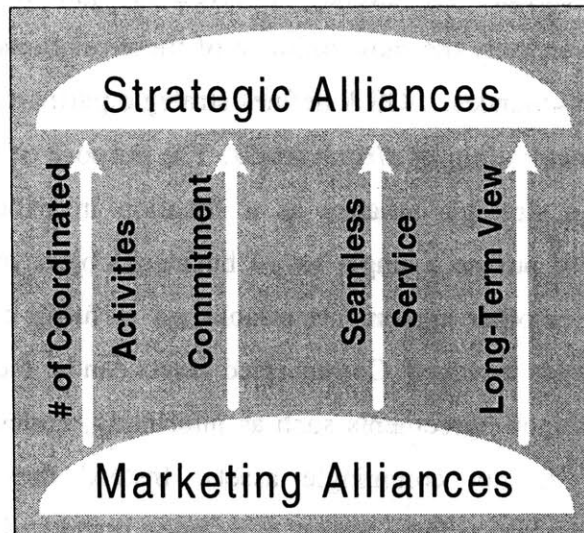 Strategic Alliances
# of Coordinated
Activities
Commitment
Seamless
Service
Long-Term View
Marketing Alliances